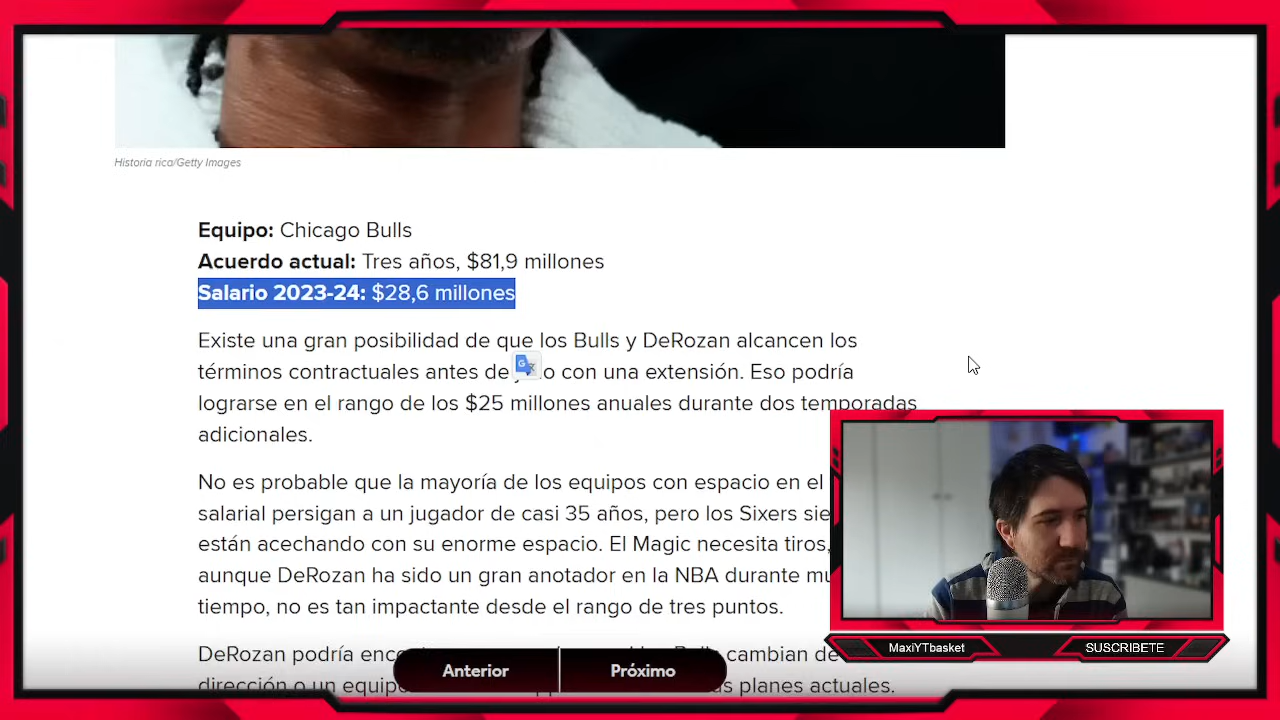 Historia rica/Getty Images
Equipo: Chicago Bulls
Acuerdo actual: Tres años, $81,9 millones
Salario 2023-24: $28,6 millones
Existe una gran posibilidad de que los Bulls y DeRozan alcancen los
términos contractuales antes de con una extensión. Eso podría
lograrse en el rango de los $25 millones anuales durante dos temporadas
adicionales.
No es probable que la mayoría de los equipos con espacio en el
salarial persigan a un jugador de casi 35 años, pero los Sixers
están acechando con su enorme espacio. El Magic necesita tiros,
aunque DeRozan ha sido un gran anotador en la NBA durante
tiempo, no es tan impactante desde el rango de tres puntos.
DeRozan podría cambian de
dirección o un planes actuales.
Anterior
Próximo
MaxiYTbasket
SUSCRIBETE